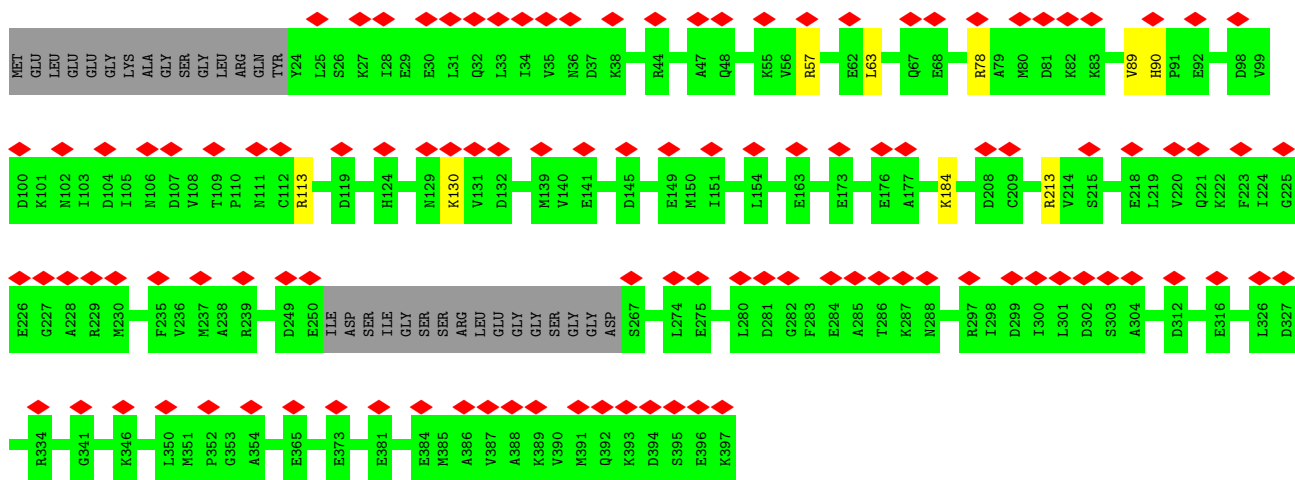 MET GLU LEU GLU GLU GLY LYS ALA GLY SER GLY LEU ARG GLN TYR Y24 L25 S26 K27 I28 E29 E30 L31 Q32 L33 I34 V35 N36 D37 K38 R44 A47 Q48 K55 V56 R57 E62 L63 Q67 E68 R78 A79 M80 D81 K82 K83 V89 H90 P91 E92 D98 V99
D100 K101 N102 I103 D104 I105 N106 D107 V108 T109 P110 N111 C112 R113 D119 H124 N129 K130 V131 D132 M139 V140 E141 D145 E149 M150 I151 L154 E163 E173 E176 A177 K184 D208 C209 R213 V214 S215 E218 L219 V220 Q221 K222 F223 I224 G225
E226 G227 A228 R229 M230 F235 V236 M237 A238 R239 D249 E250 ILE ASP SER ILE GLY SER SER ARG LEU GLU GLY GLY SER GLY GLY ASP S267 L274 E275 L280 D281 G282 F283 E284 A285 T286 K287 N288 R297 I298 D299 I300 L301 D302 S303 A304 D312 E316 L326 D327
R334 G341 K346 L350 M351 P352 G353 A354 E365 E373 E381 E384 M385 A386 V387 A388 K389 V390 M391 Q392 K393 D394 S395 E396 K397